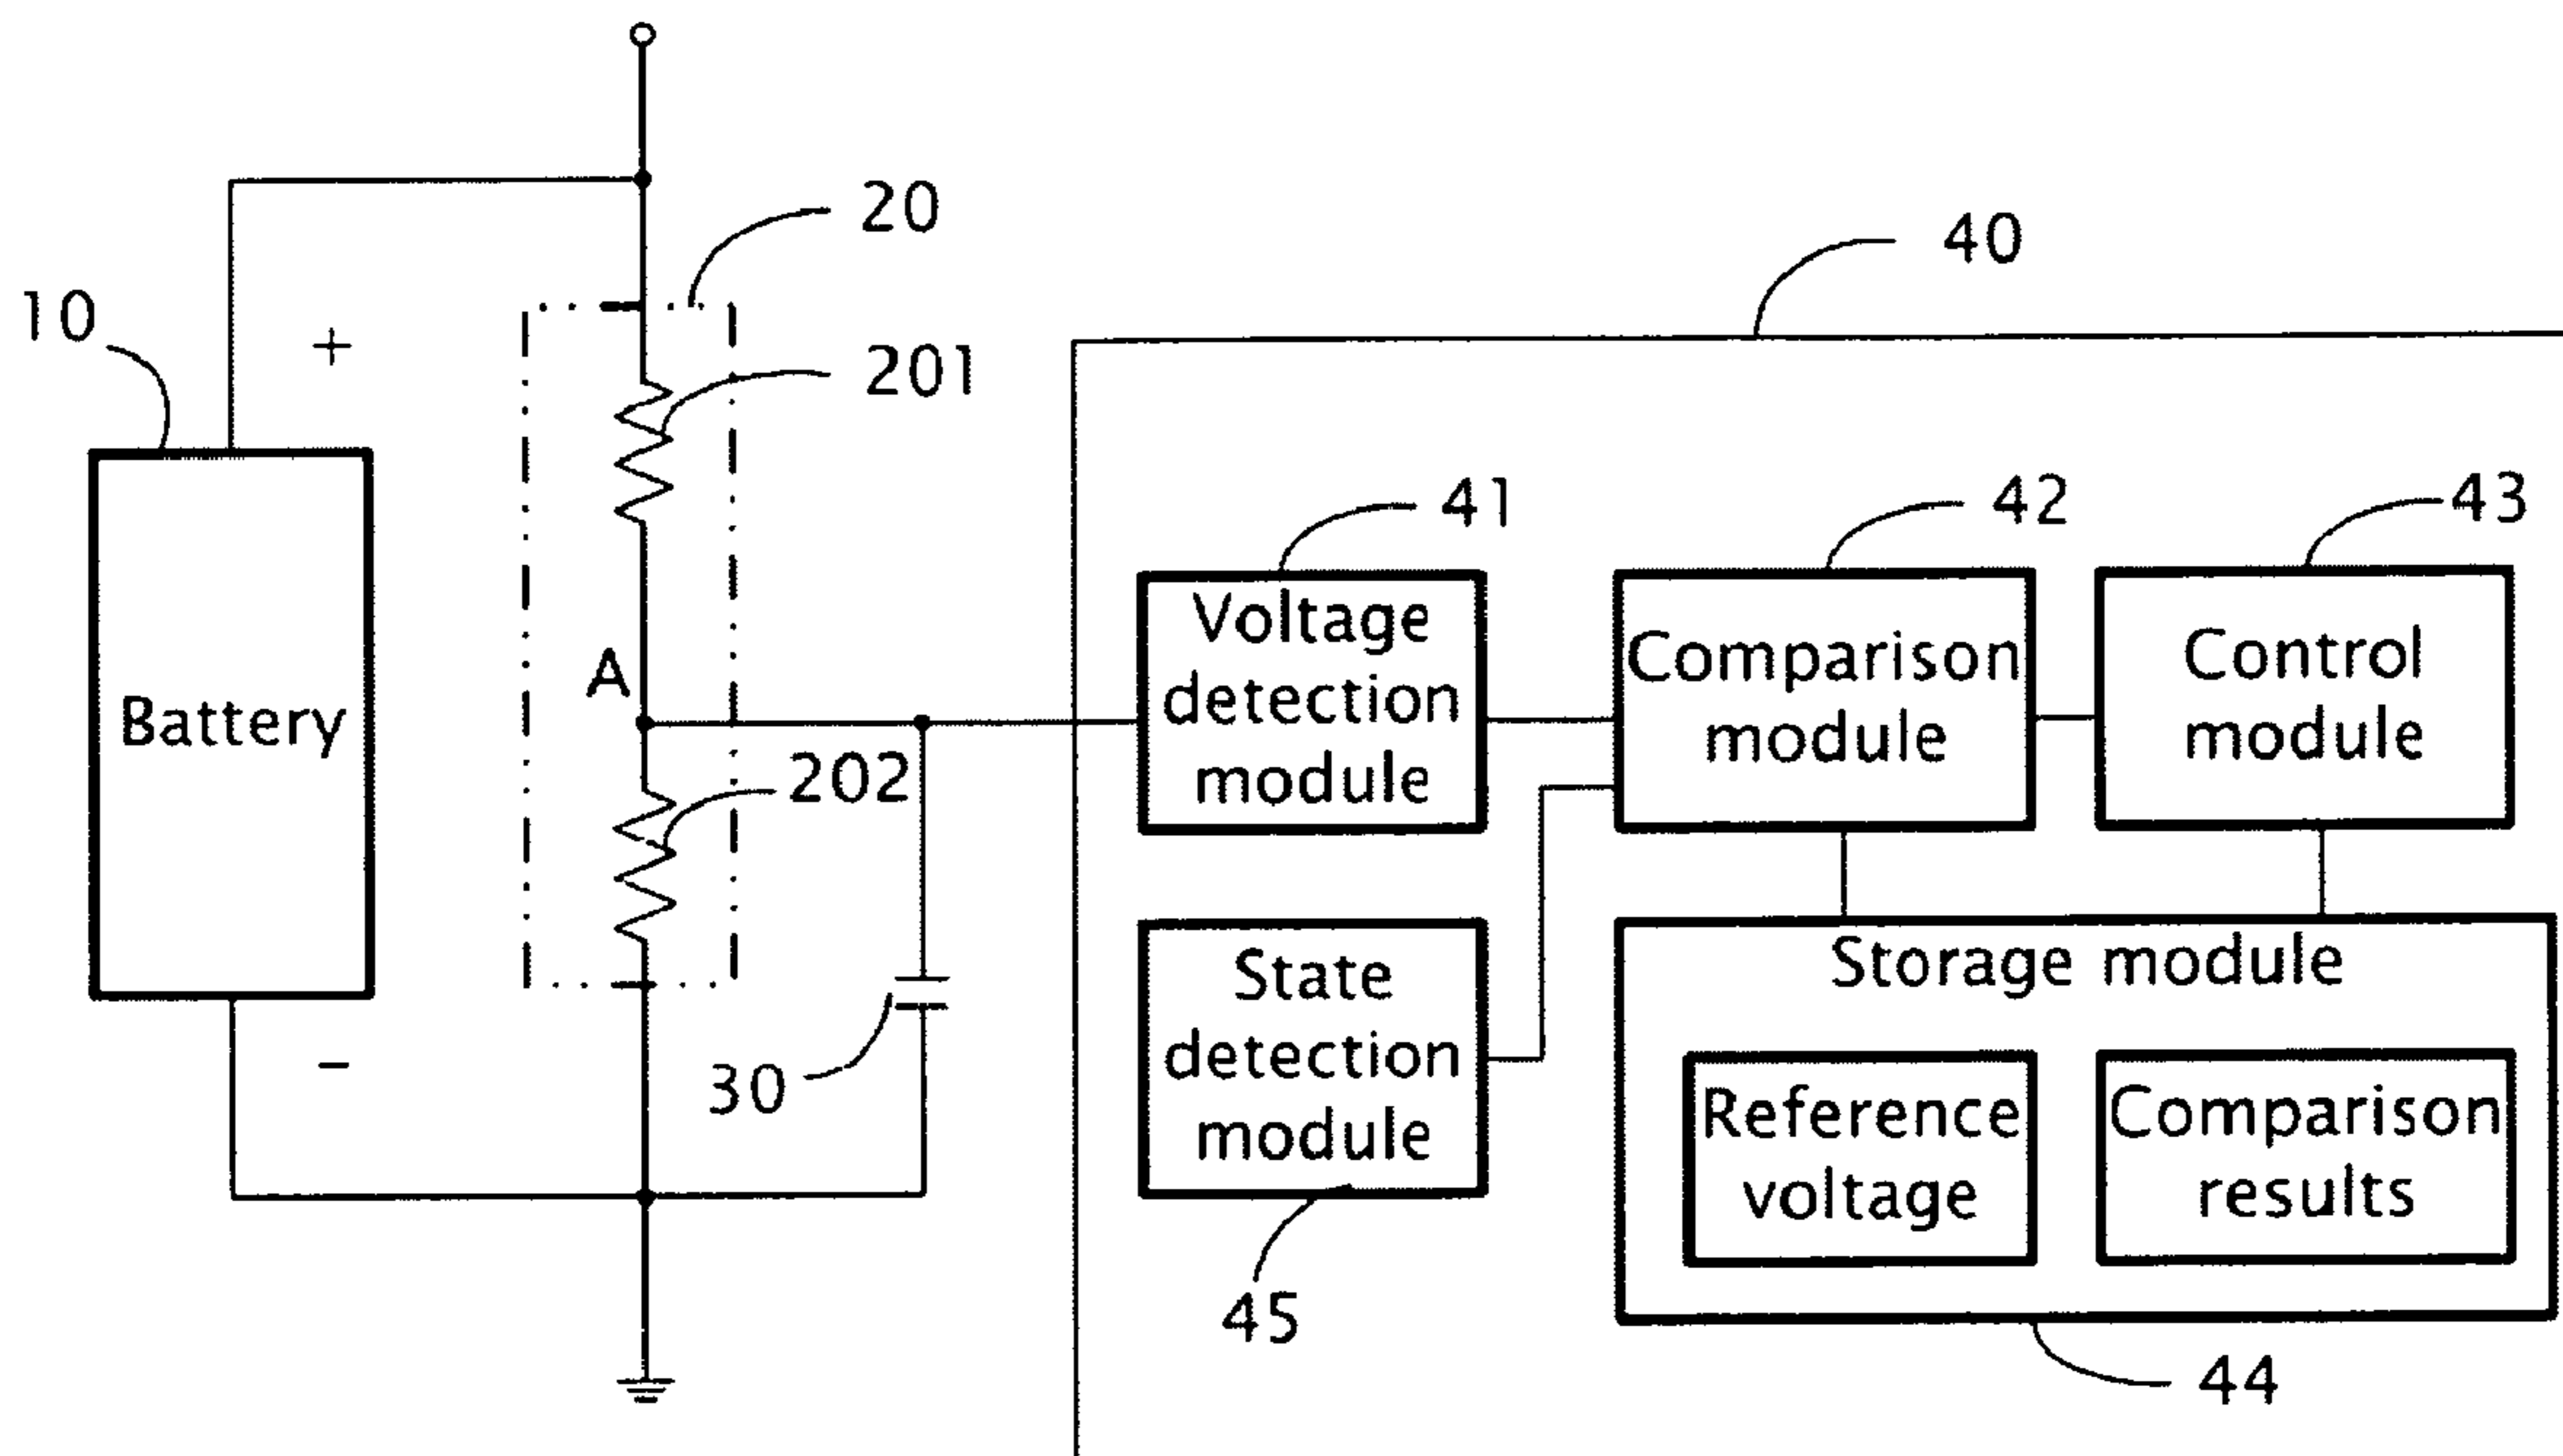 20
40
10
+
201
41
42
43
Voltage
detection
module
Comparison
module
Control
module
A
Battery
202
State
detection
module
Storage module
−
30
Reference
voltage
Comparison
results
45
44